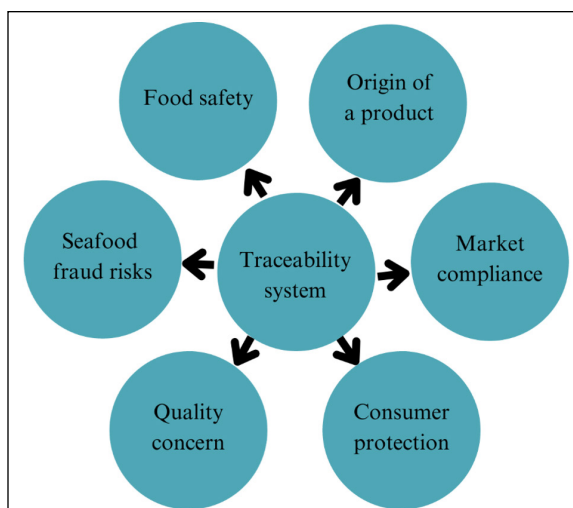 Food safety
Origin of
a product
Seafood
fraud risks
Traceability
system
Market
compliance
Quality
concern
Consumer
protection